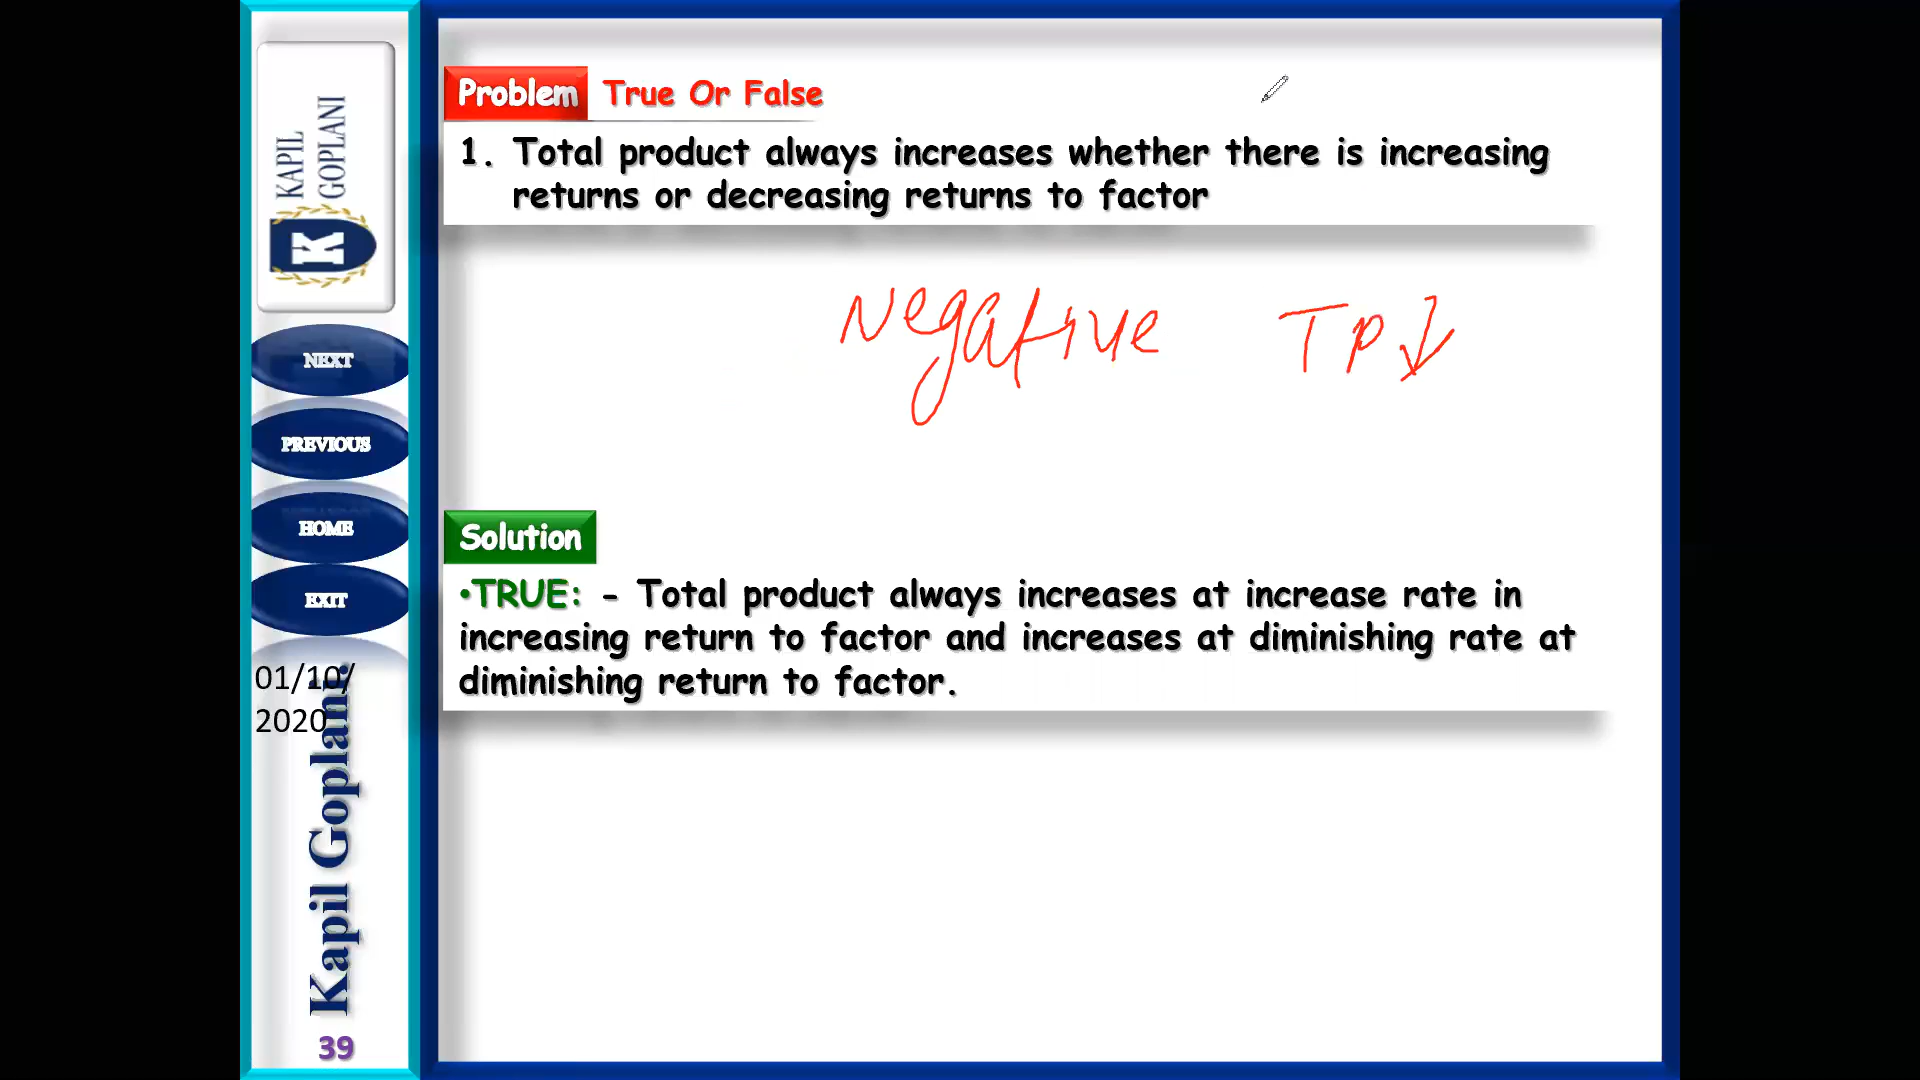 KAPIL
GOPLANI
K
NEXT
PREVIOUS
HOME
EXIT
01/10/
2020
Kapil Goplani.
39
Problem True Or False
1. Total product always increases whether there is increasing
returns or decreasing returns to factor
Negative TP↓
Solution
•TRUE: - Total product always increases at increase rate in
increasing return to factor and increases at diminishing rate at
diminishing return to factor.